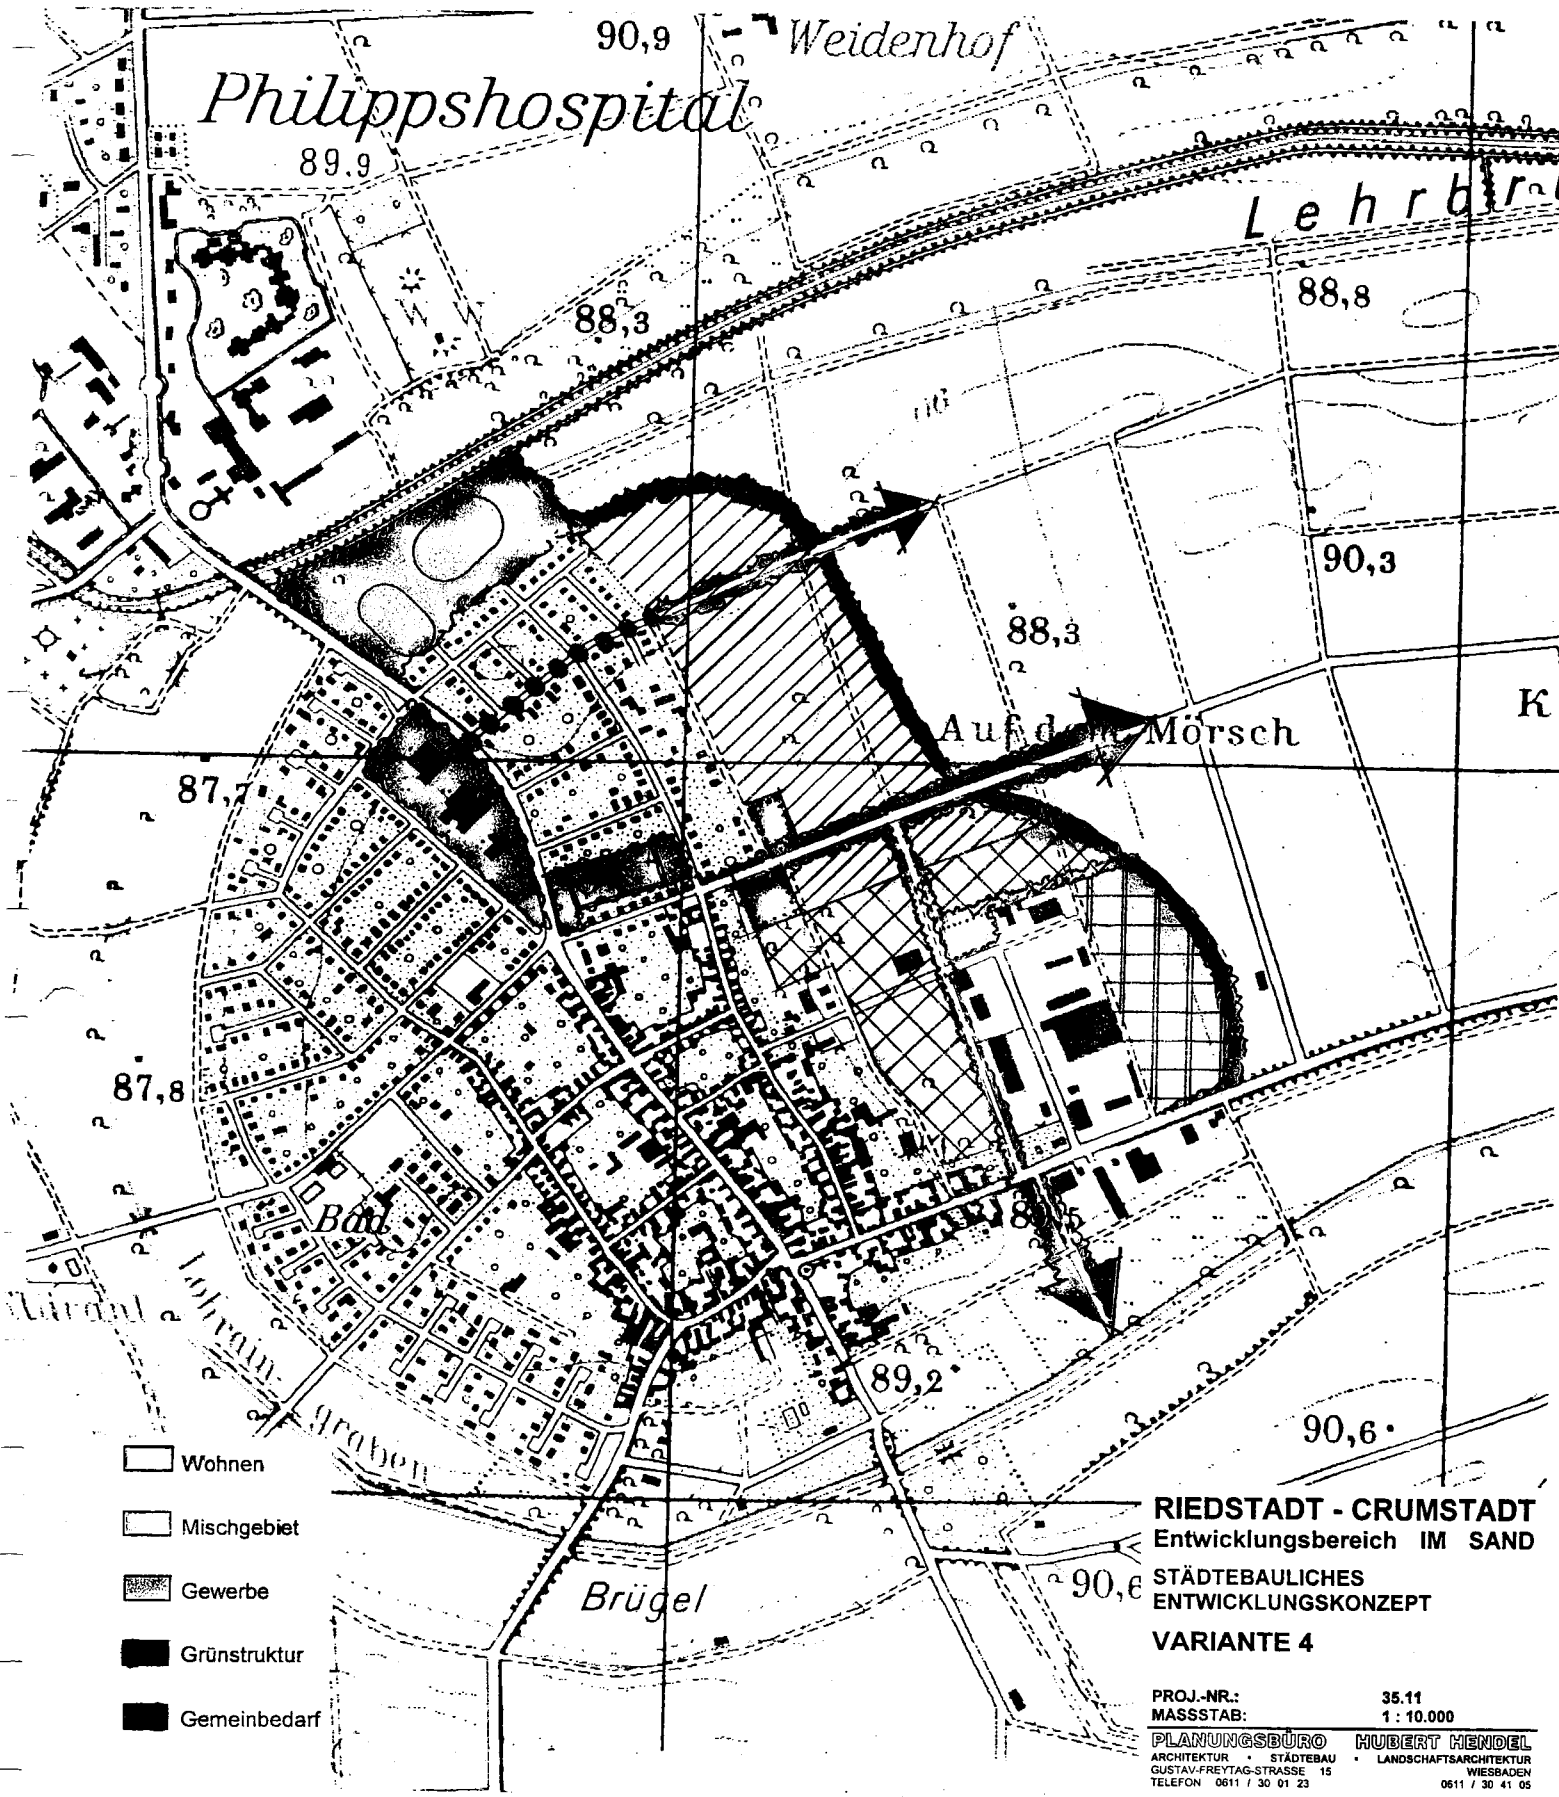 90,9
Weidenhof
Philippshospital
89.9
Lehrbr
88,8
88,3
90,3
88,3
K
Auf dem Mörsch
87,7
87,8
Bad
Lohrain-
graben
89,2
90,6
Wohnen
Mischgebiet
Gewerbe
Grünstruktur
Gemeinbedarf
Brügel
90,6
RIEDSTADT - CRUMSTADT
Entwicklungsbereich IM SAND
STÄDTEBAULICHES
ENTWICKLUNGSKONZEPT
VARIANTE 4
PROJ.-NR.: 35.11
MASSSTAB: 1 : 10.000
PLANUNGSBÜRO HUBERT HENDEL
ARCHITEKTUR • STÄDTEBAU • LANDSCHAFTSARCHITEKTUR
GUSTAV-FREYTAG-STRASSE 15 WIESBADEN
TELEFON 0611 / 30 01 23 0611 / 30 41 05